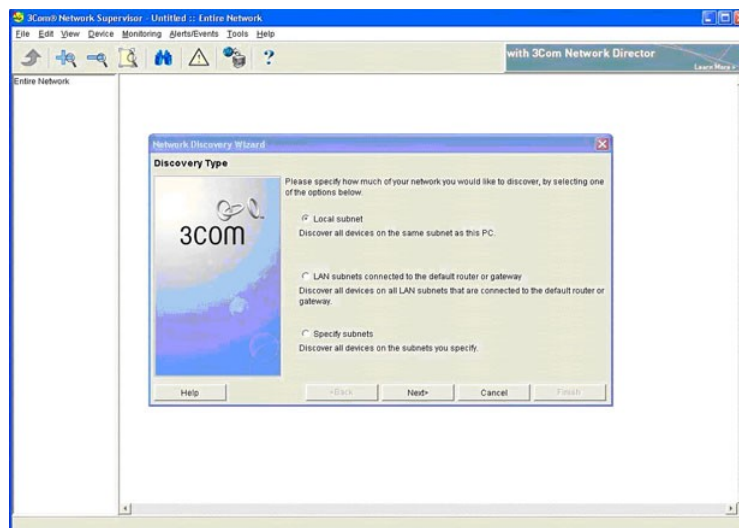 3Com® Network Supervisor - Untitled :: Entire Network
File Edit View Device Monitoring Alerts/Events Tools Help
with 3Com Network Director
Learn More
Entire Network
Network Discovery Wizard
Discovery Type
Please specify how much of your network you would like to discover, by selecting one
of the options below.
3COM
Local subnet
Discover all devices on the same subnet as this PC.
LAN subnets connected to the default router or gateway
Discover all devices on all LAN subnets that are connected to the default router or
gateway.
Specify subnets
Discover all devices on the subnets you specify.
Help <Back Next> Cancel Finish